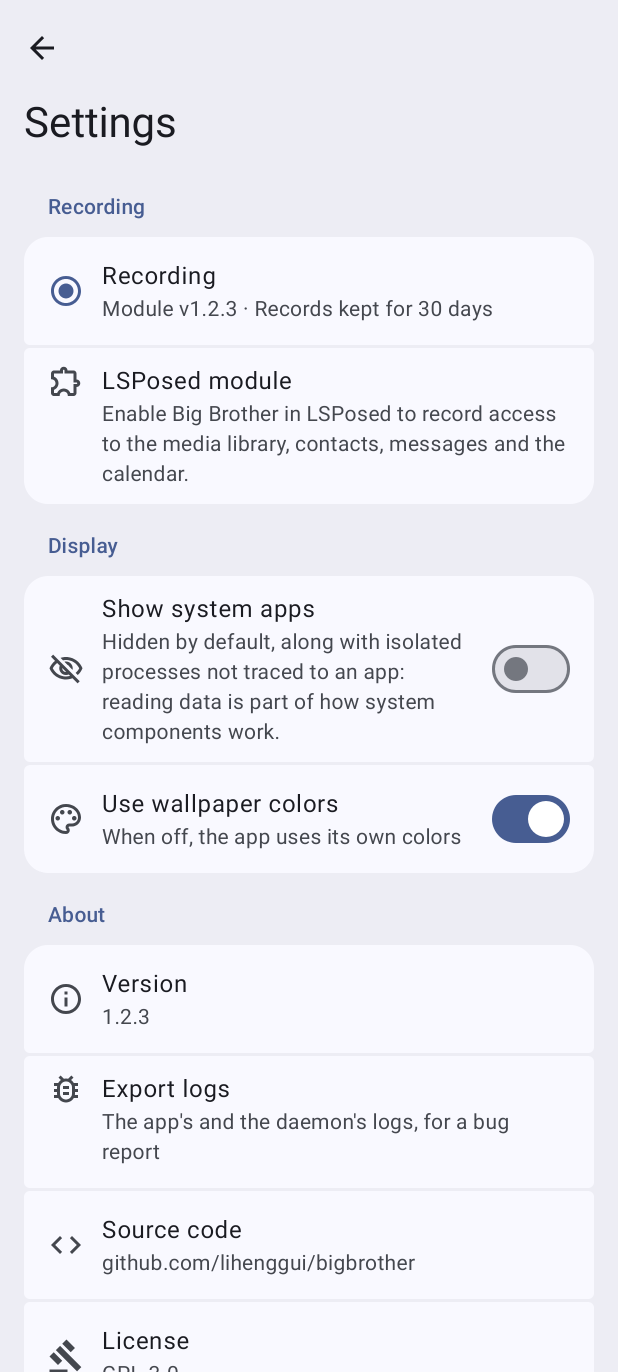 Settings
Recording
Recording
Module v1.2.3 · Records kept for 30 days
LSPosed module
Enable Big Brother in LSPosed to record access
to the media library, contacts, messages and the
calendar.
Display
Show system apps
Hidden by default, along with isolated
processes not traced to an app:
reading data is part of how system
components work.
Use wallpaper colors
When off, the app uses its own colors
About
Version
1.2.3
Export logs
The app's and the daemon's logs, for a bug
report
Source code
github.com/lihenggui/bigbrother
License